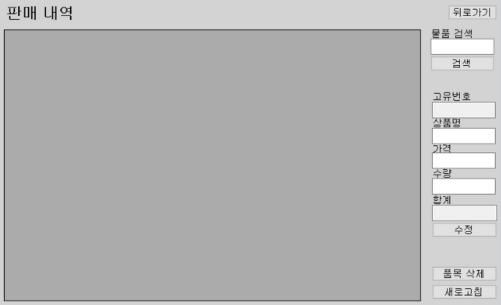 판매 내역
뒤로가기
물품 검색
검색
고유번호
상품명
가격
수량
합계
수정
품목 삭제
새로고침